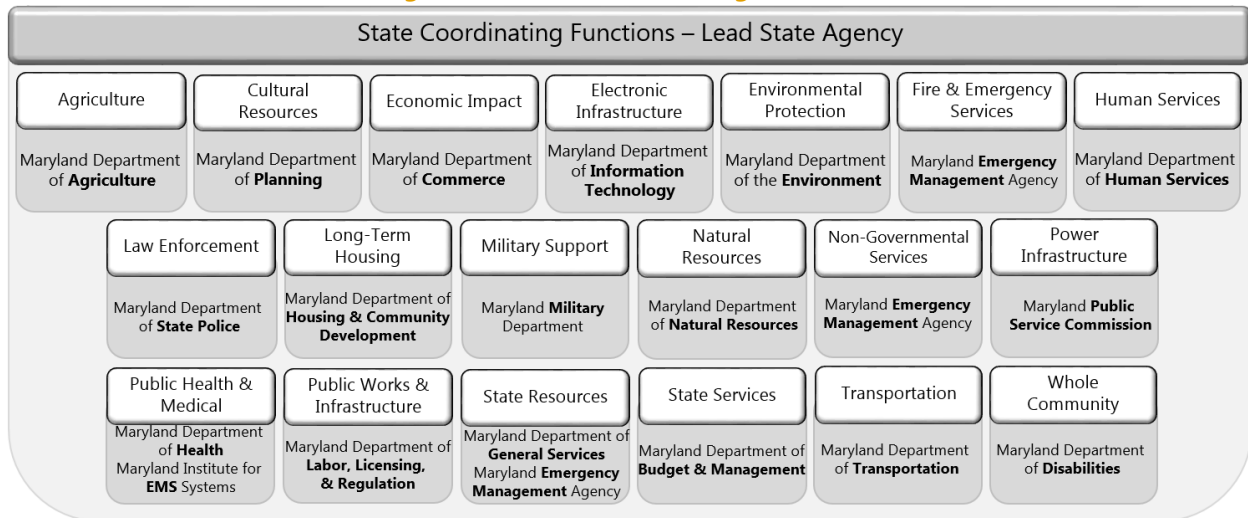 State Coordinating Functions – Lead State Agency
Agriculture
Maryland Department
of Agriculture
Cultural
Resources
Maryland Department
of Planning
Economic Impact
Maryland Department
of Commerce
Electronic
Infrastructure
Maryland Department
of Information
Technology
Environmental
Protection
Maryland Department
of the Environment
Fire & Emergency
Services
Maryland Emergency
Management Agency
Human Services
Maryland Department
of Human Services
Law Enforcement
Maryland Department
of State Police
Long-Term
Housing
Maryland Department of
Housing & Community
Development
Military Support
Maryland Military
Department
Natural
Resources
Maryland Department
of Natural Resources
Non-Governmental
Services
Maryland Emergency
Management Agency
Power
Infrastructure
Maryland Public
Service Commission
Public Health &
Medical
Maryland Department
of Health
Maryland Institute for
EMS Systems
Public Works &
Infrastructure
Maryland Department of
Labor, Licensing,
& Regulation
State Resources
Maryland Department of
General Services
Maryland Emergency
Management Agency
State Services
Maryland Department of
Budget & Management
Transportation
Maryland Department
of Transportation
Whole
Community
Maryland Department
of Disabilities